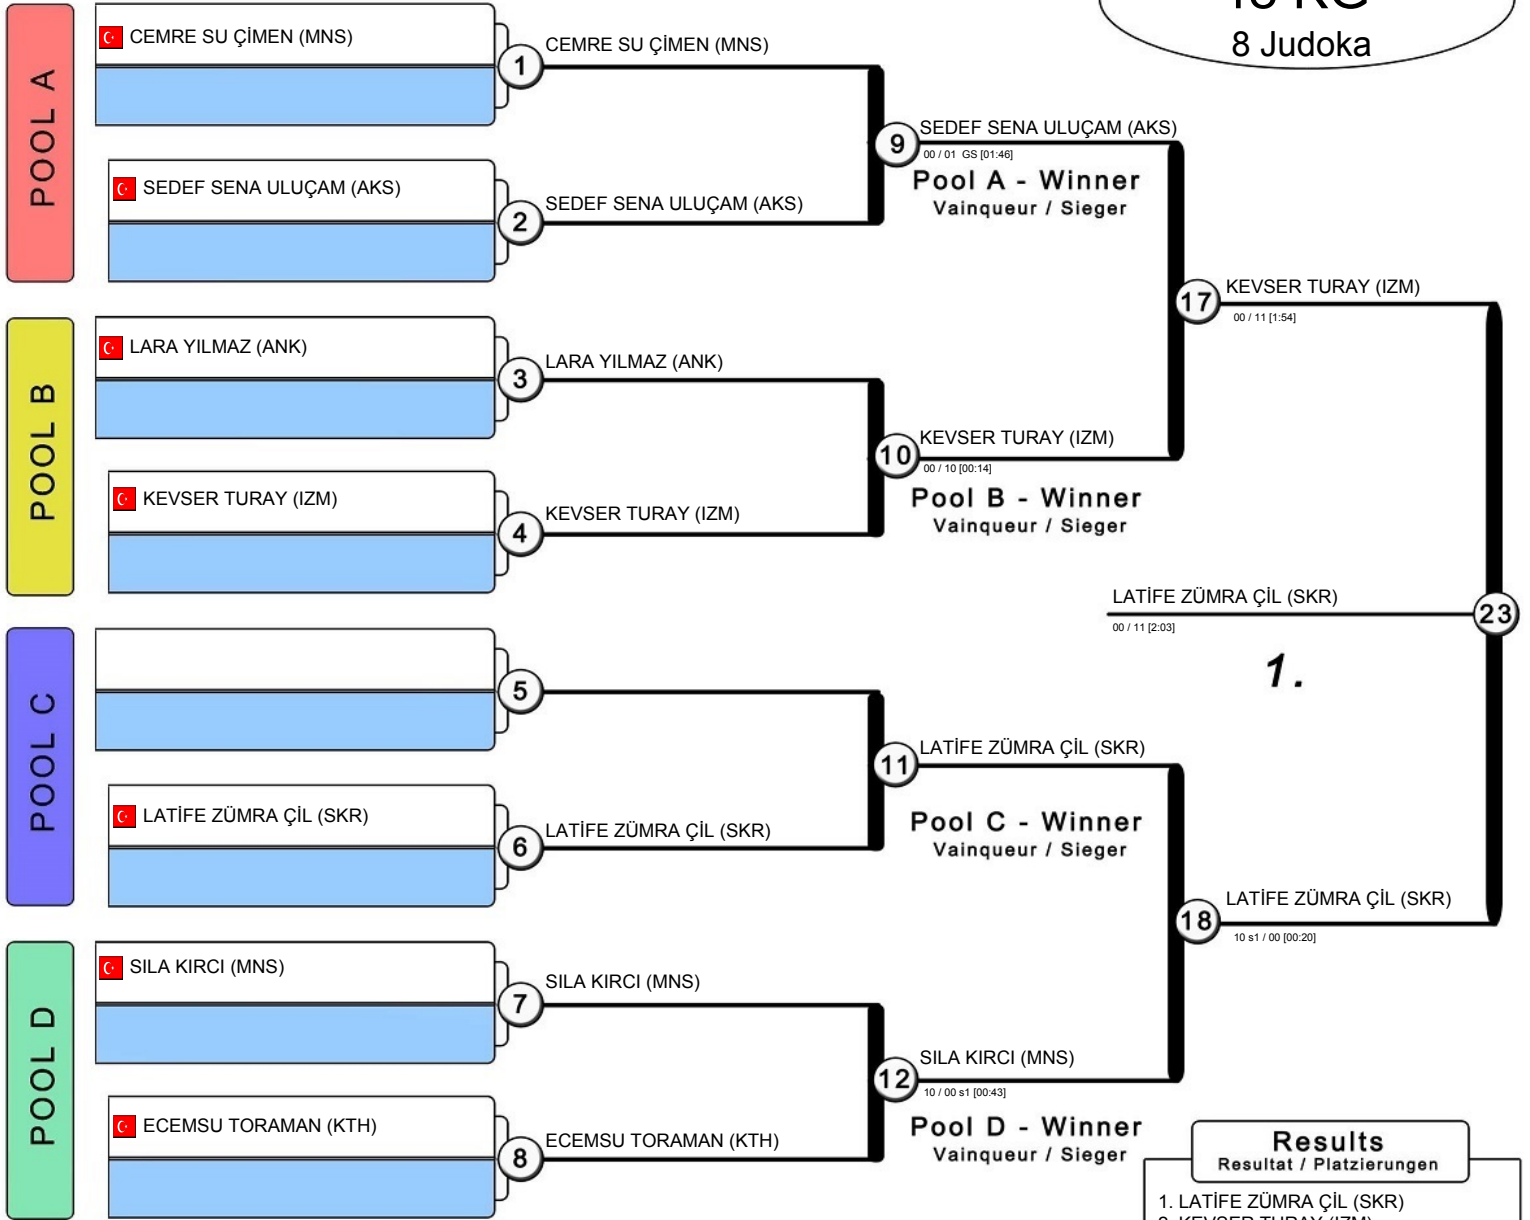 48 KG
8 Judoka
POOL A
CEMRE SU ÇİMEN (MNS)
1
CEMRE SU ÇİMEN (MNS)
SEDEF SENA ULUÇAM (AKS)
2
SEDEF SENA ULUÇAM (AKS)
9
SEDEF SENA ULUÇAM (AKS)
00 / 01 GS [01:46]
Pool A - Winner
Vainqueur / Sieger
POOL B
LARA YILMAZ (ANK)
3
LARA YILMAZ (ANK)
KEVSER TURAY (IZM)
4
KEVSER TURAY (IZM)
10
KEVSER TURAY (IZM)
00 / 10 [00:14]
Pool B - Winner
Vainqueur / Sieger
17
KEVSER TURAY (IZM)
00 / 11 [1:54]
LATİFE ZÜMRA ÇİL (SKR)
00 / 11 [2:03]
23
1.
POOL C
5
LATİFE ZÜMRA ÇİL (SKR)
6
LATİFE ZÜMRA ÇİL (SKR)
11
LATİFE ZÜMRA ÇİL (SKR)
Pool C - Winner
Vainqueur / Sieger
18
LATİFE ZÜMRA ÇİL (SKR)
10 s1 / 00 [00:20]
POOL D
SILA KIRCI (MNS)
7
SILA KIRCI (MNS)
ECEMSU TORAMAN (KTH)
8
ECEMSU TORAMAN (KTH)
12
SILA KIRCI (MNS)
10 / 00 s1 [00:43]
Pool D - Winner
Vainqueur / Sieger
Results
Resultat / Platzierungen
1. LATİFE ZÜMRA ÇİL (SKR)
2. KEVSER TURAY (IZM)